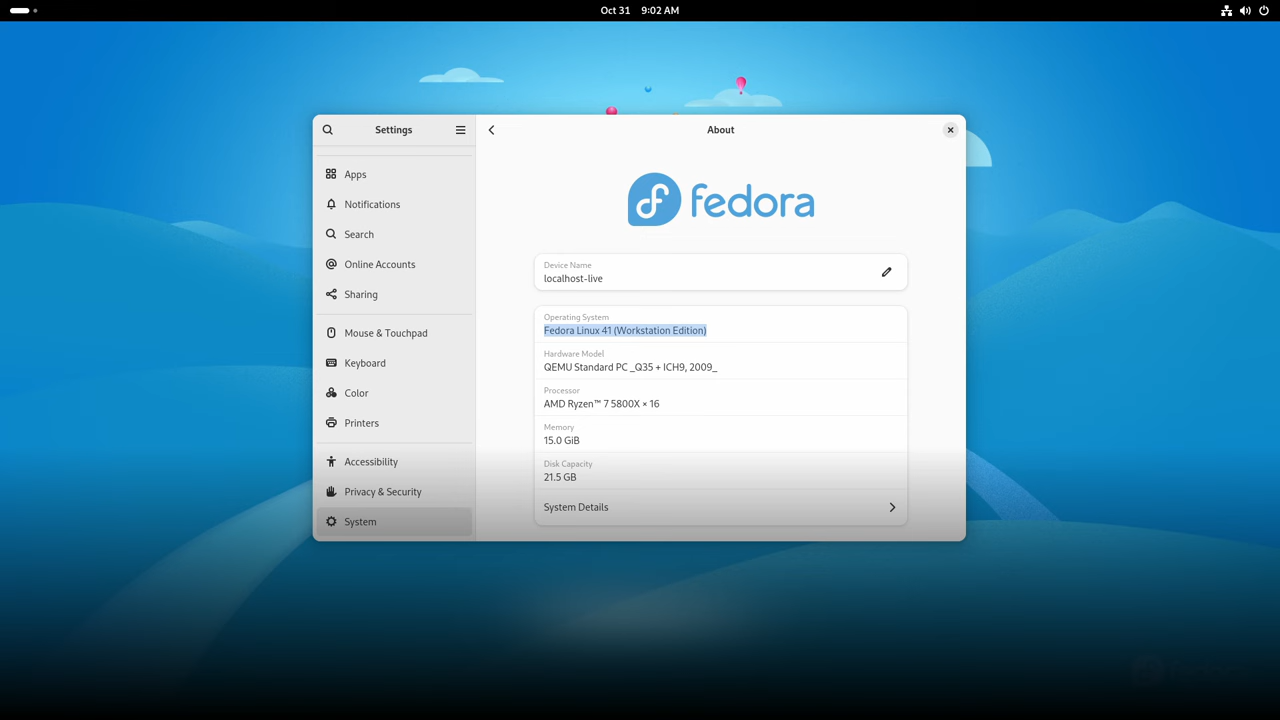 Oct 31 9:02 AM
Settings
About
Apps
Notifications
Search
Online Accounts
Sharing
Mouse & Touchpad
Keyboard
Color
Printers
Accessibility
Privacy & Security
System
fedora
Device Name
localhost-live
Operating System
Fedora Linux 41 (Workstation Edition)
Hardware Model
QEMU Standard PC _Q35 + ICH9, 2009_
Processor
AMD Ryzen™ 7 5800X × 16
Memory
15.0 GiB
Disk Capacity
21.5 GB
System Details